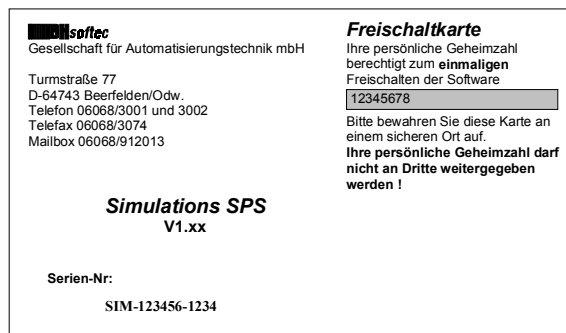 softec
Gesellschaft für Automatisierungstechnik mbH
Turmstraße 77
D-64743 Beerfelden/Odw.
Telefon 06068/3001 und 3002
Telefax 06068/3074
Mailbox 06068/912013
Simulations SPS
V1.xx
Serien-Nr:
SIM-123456-1234
Freischaltkarte
Ihre persönliche Geheimzahl
berechtigt zum einmaligen
Freischalten der Software
12345678
Bitte bewahren Sie diese Karte an
einem sicheren Ort auf.
Ihre persönliche Geheimzahl darf
nicht an Dritte weitergegeben
werden !